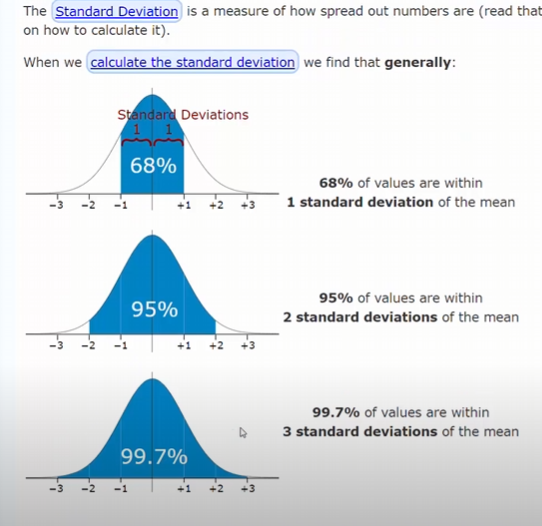 The Standard Deviation is a measure of how spread out numbers are (read that
on how to calculate it).
When we calculate the standard deviation we find that generally:
Standard Deviations
1 1
68%
-3 -2 -1 +1 +2 +3
68% of values are within
1 standard deviation of the mean
95%
-3 -2 -1 +1 +2 +3
95% of values are within
2 standard deviations of the mean
99.7%
-3 -2 -1 +1 +2 +3
99.7% of values are within
3 standard deviations of the mean